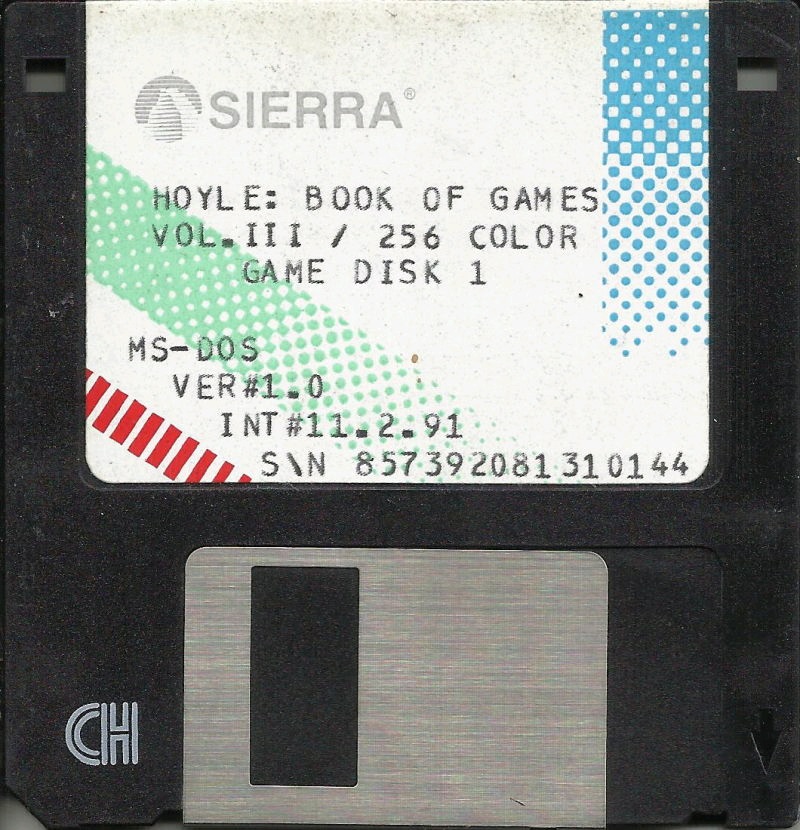 SIERRA®
HOYLE: BOOK OF GAMES
VOL.III / 256 COLOR
GAME DISK 1
MS-DOS
VER#1.0
INT#11.2.91
S\N 857392081310144
CH